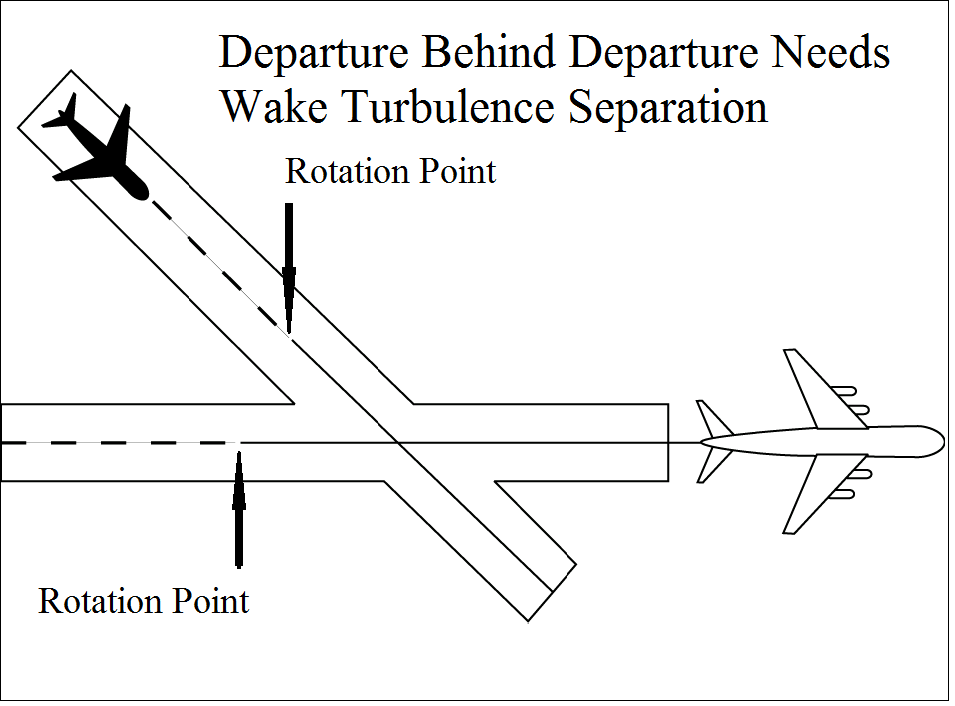 Departure Behind Departure Needs
Wake Turbulence Separation
Rotation Point
Rotation Point